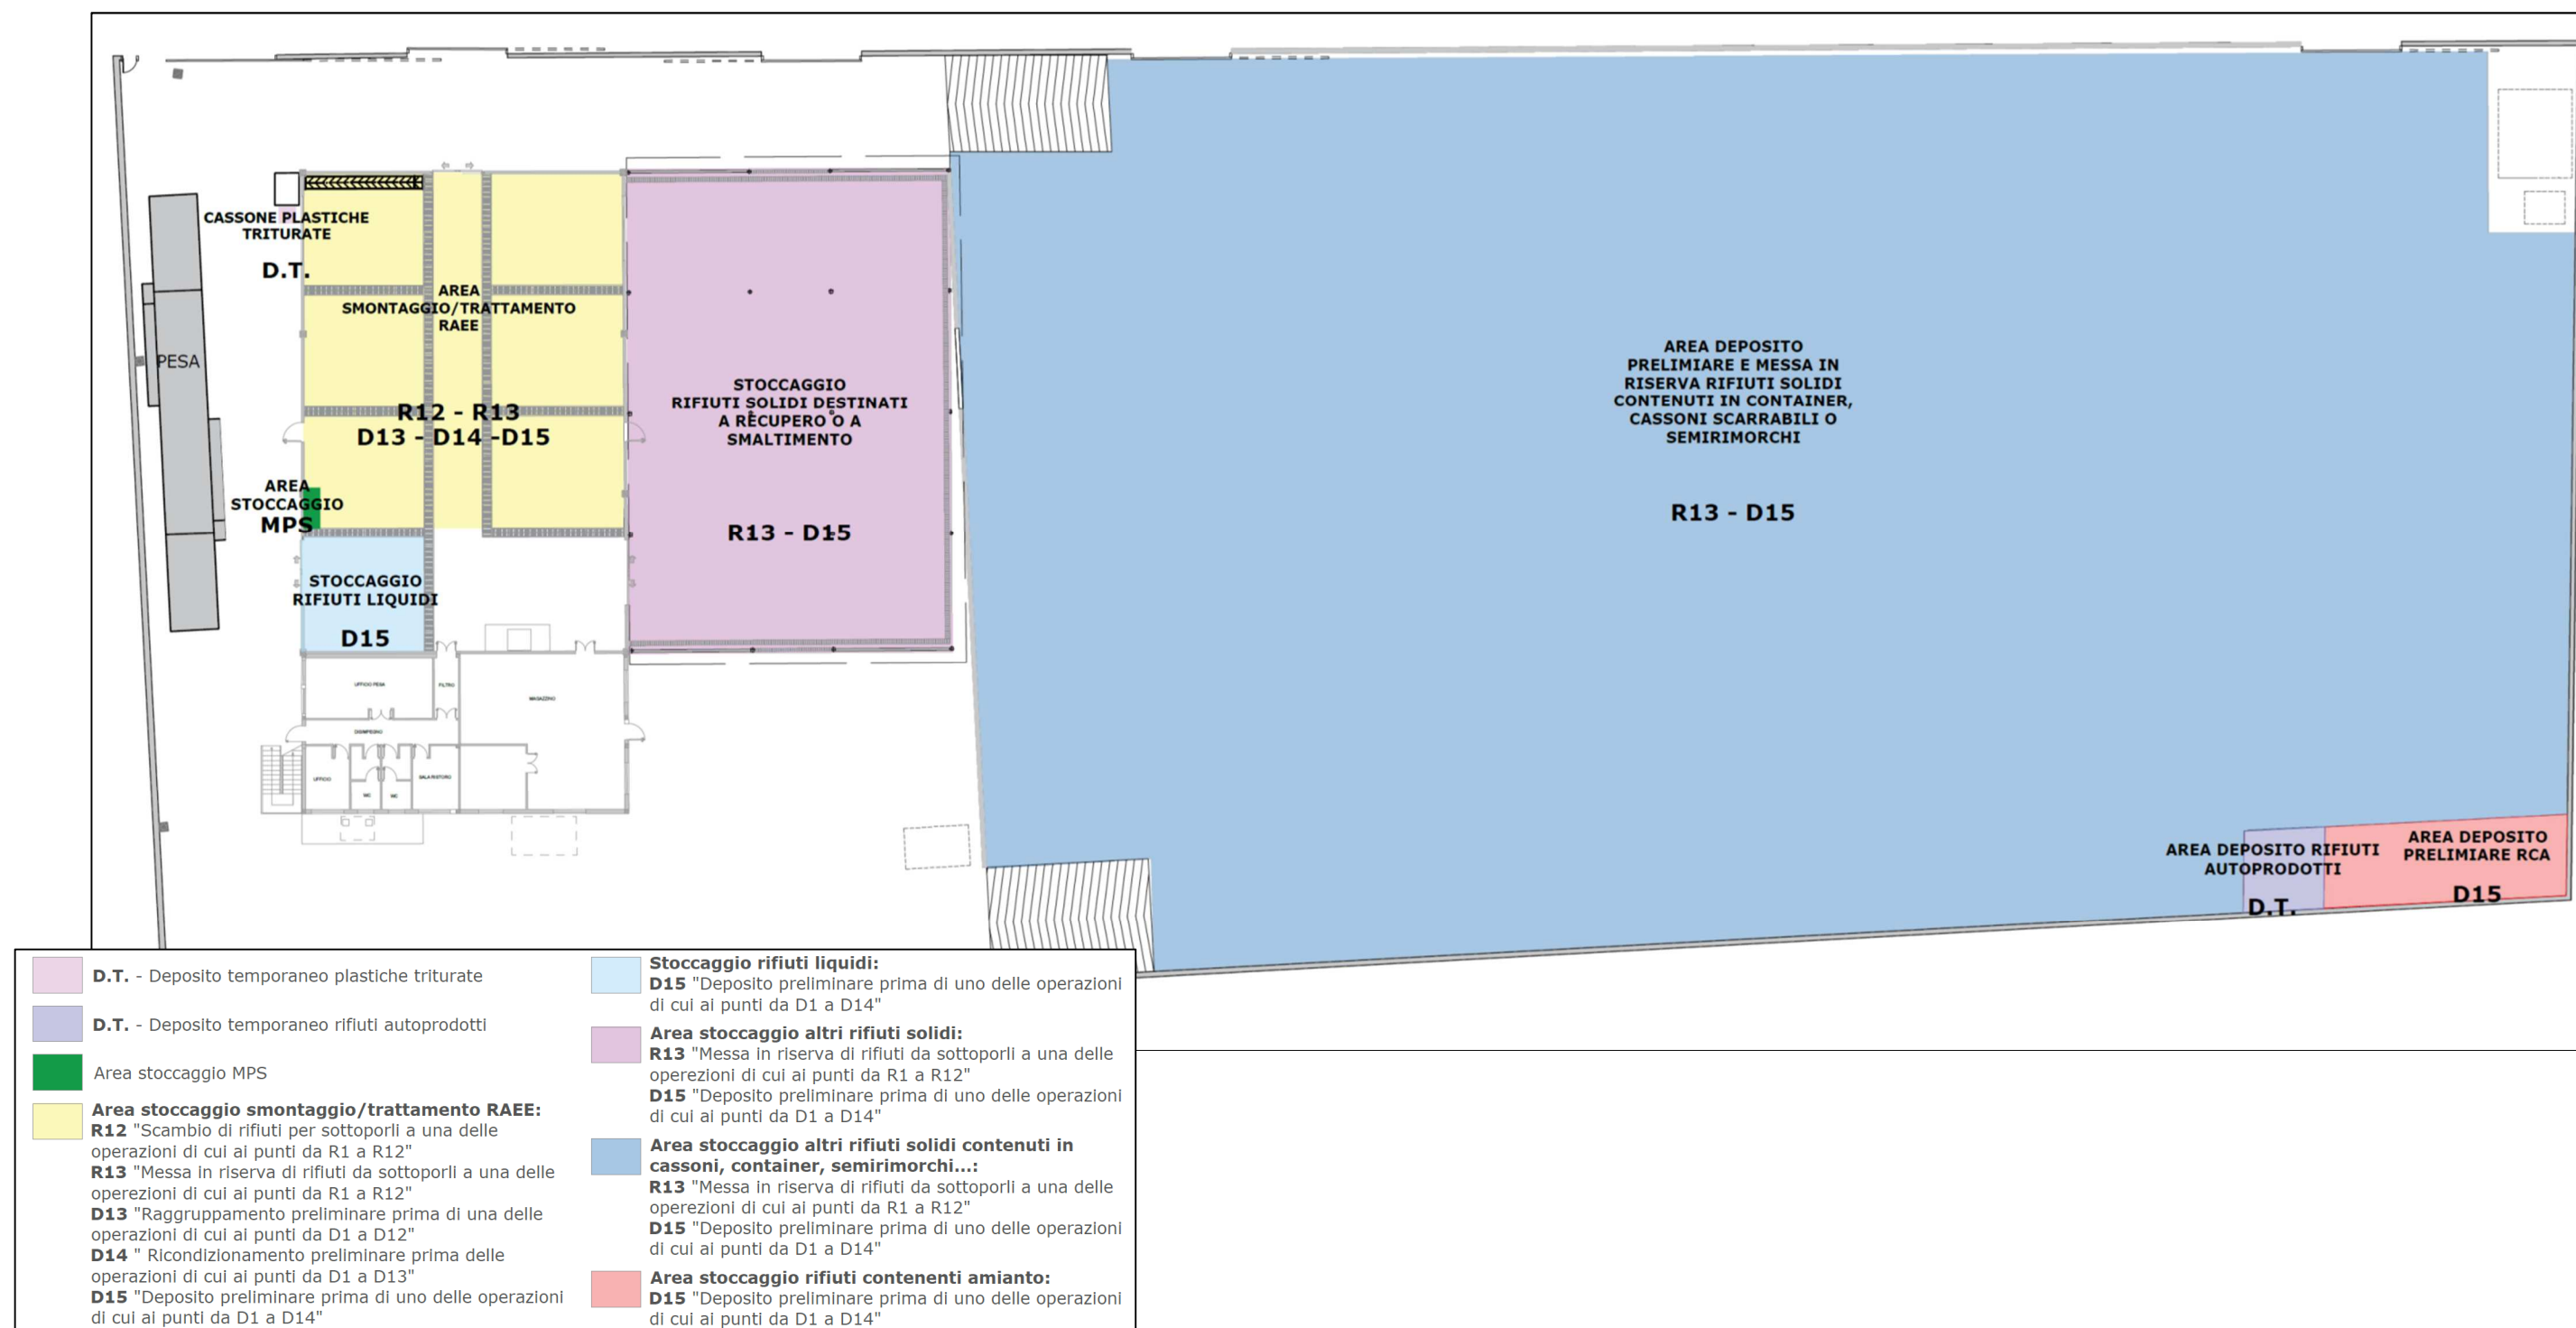 CASSONE PLASTICHE
TRITURATE
D.T.
PESA
AREA
SMONTAGGIO/TRATTAMENTO
RAEE
R12 - R13
D13 - D14 -D15
AREA
STOCCAGGIO
MPS
STOCCAGGIO
RIFIUTI LIQUIDI
D15
UFFICIO PESA
FILTRO
MAGAZZINO
DISIMPEGNO
UFFICIO
WC
WC
SALA RISTORO
STOCCAGGIO
RIFIUTI SOLIDI DESTINATI
A RECUPERO O A
SMALTIMENTO
R13 - D15
AREA DEPOSITO
PRELIMIARE E MESSA IN
RISERVA RIFIUTI SOLIDI
CONTENUTI IN CONTAINER,
CASSONI SCARRABILI O
SEMIRIMORCHI
R13 - D15
AREA DEPOSITO RIFIUTI
AUTOPRODOTTI
D.T.
AREA DEPOSITO
PRELIMIARE RCA
D15
D.T. - Deposito temporaneo plastiche triturate
D.T. - Deposito temporaneo rifiuti autoprodotti
Area stoccaggio MPS
Area stoccaggio smontaggio/trattamento RAEE:
R12 "Scambio di rifiuti per sottoporli a una delle
operazioni di cui ai punti da R1 a R12"
R13 "Messa in riserva di rifiuti da sottoporli a una delle
operezioni di cui ai punti da R1 a R12"
D13 "Raggruppamento preliminare prima di una delle
operazioni di cui ai punti da D1 a D12"
D14 " Ricondizionamento preliminare prima delle
operazioni di cui ai punti da D1 a D13"
D15 "Deposito preliminare prima di uno delle operazioni
di cui ai punti da D1 a D14"
Stoccaggio rifiuti liquidi:
D15 "Deposito preliminare prima di uno delle operazioni
di cui ai punti da D1 a D14"
Area stoccaggio altri rifiuti solidi:
R13 "Messa in riserva di rifiuti da sottoporli a una delle
operezioni di cui ai punti da R1 a R12"
D15 "Deposito preliminare prima di uno delle operazioni
di cui ai punti da D1 a D14"
Area stoccaggio altri rifiuti solidi contenuti in
cassoni, container, semirimorchi...:
R13 "Messa in riserva di rifiuti da sottoporli a una delle
operezioni di cui ai punti da R1 a R12"
D15 "Deposito preliminare prima di uno delle operazioni
di cui ai punti da D1 a D14"
Area stoccaggio rifiuti contenenti amianto:
D15 "Deposito preliminare prima di uno delle operazioni
di cui ai punti da D1 a D14"